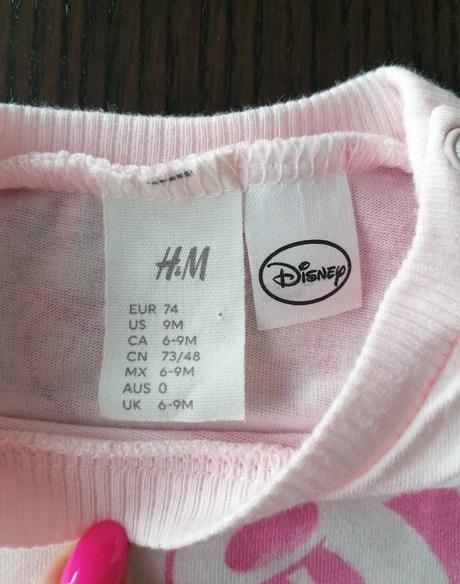 H&M
EUR 74
US 9M
CA 6-9M
CN 73/48
MX 6-9M
AUS 0
UK 6-9M
Disney